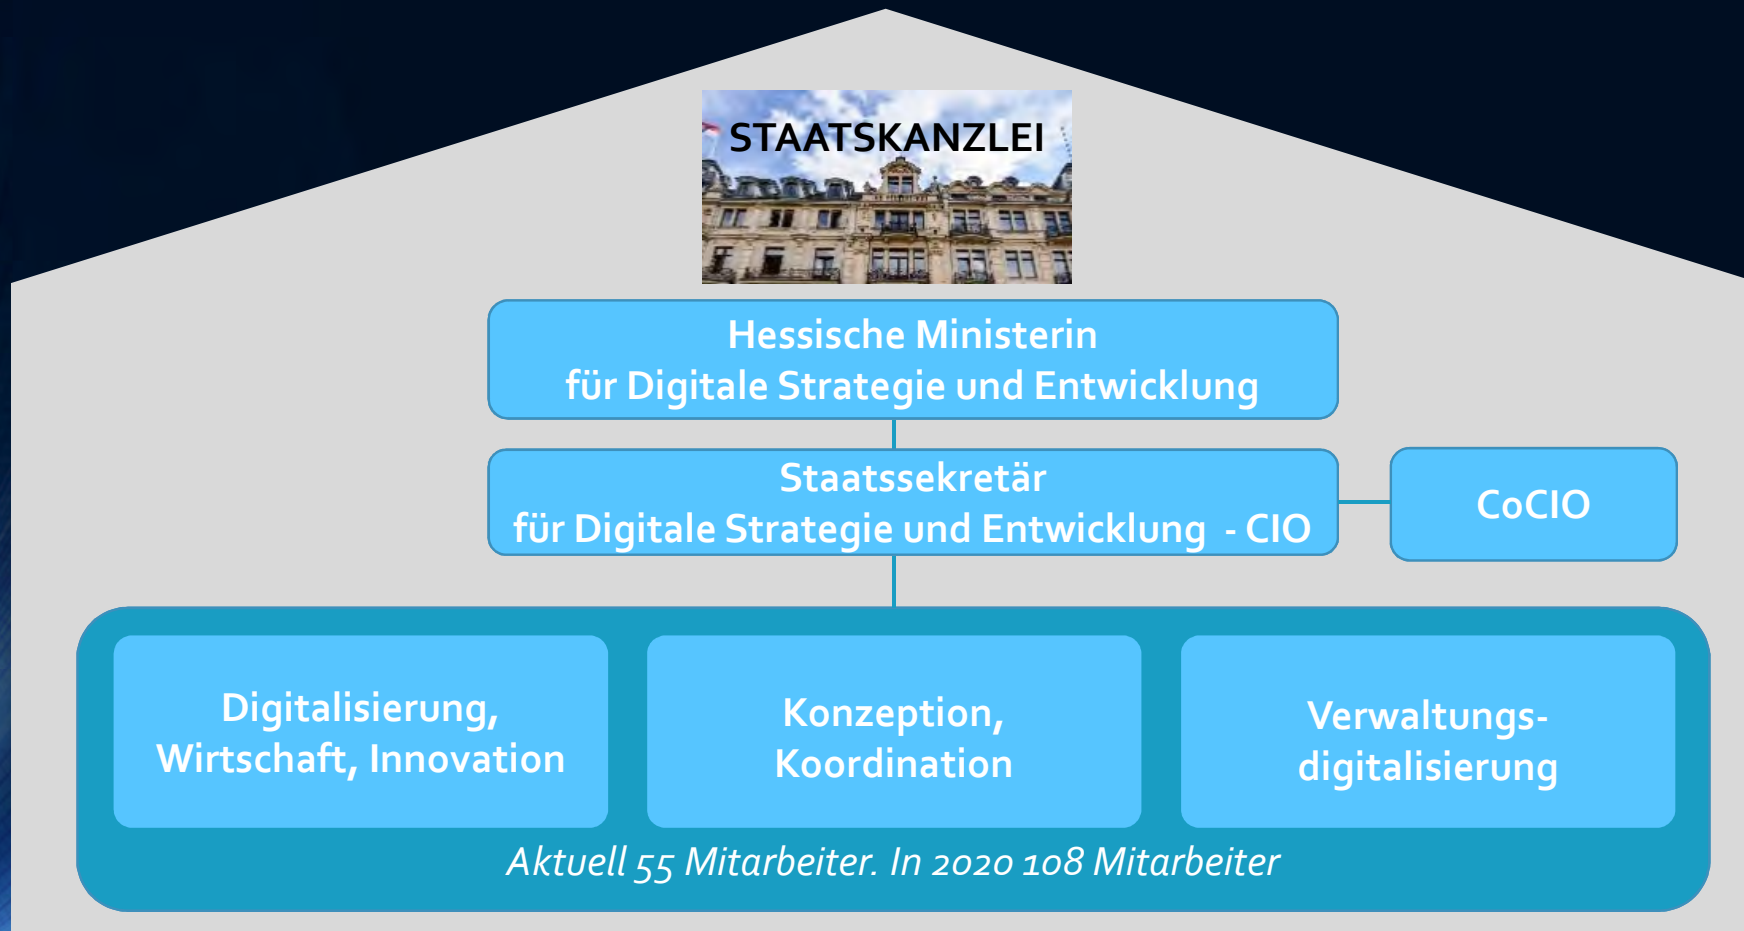 STAATSKANZLEI
Hessische Ministerin
für Digitale Strategie und Entwicklung
Staatssekretär
für Digitale Strategie und Entwicklung - CIO
CoCIO
Digitalisierung,
Wirtschaft, Innovation
Konzeption,
Koordination
Verwaltungs-
digitalisierung
Aktuell 55 Mitarbeiter. In 2020 108 Mitarbeiter